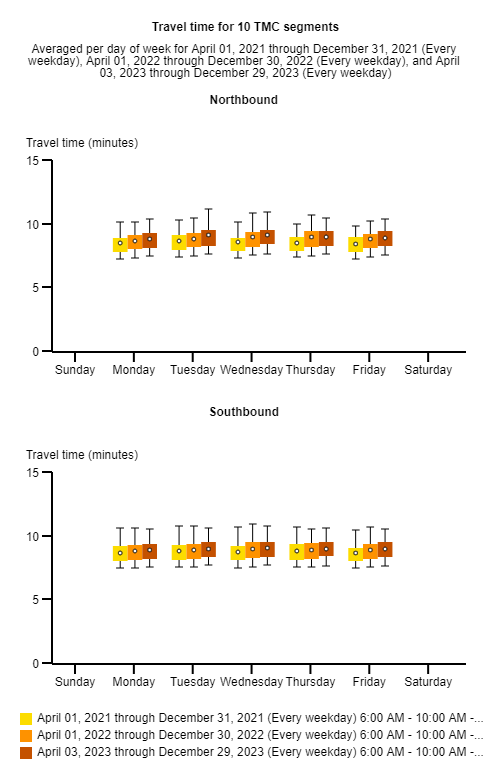 Travel time for 10 TMC segments
Averaged per day of week for April 01, 2021 through December 31, 2021 (Every
weekday), April 01, 2022 through December 30, 2022 (Every weekday), and April
03, 2023 through December 29, 2023 (Every weekday)
Northbound
Travel time (minutes)
15
10
5
0
Sunday Monday Tuesday Wednesday Thursday Friday Saturday
Southbound
Travel time (minutes)
15
10
5
0
Sunday Monday Tuesday Wednesday Thursday Friday Saturday
April 01, 2021 through December 31, 2021 (Every weekday) 6:00 AM - 10:00 AM -...
April 01, 2022 through December 30, 2022 (Every weekday) 6:00 AM - 10:00 AM -...
April 03, 2023 through December 29, 2023 (Every weekday) 6:00 AM - 10:00 AM -...